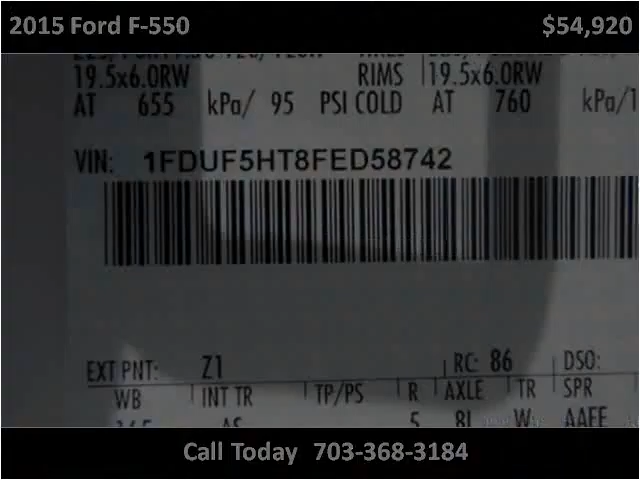 2015 Ford F-550 $54,920
19.5x6.0RW RIMS 19.5x6.0RW
AT 655 kPa/ 95 PSI COLD AT 760 kPa/1
VIN: 1FDUF5HT8FED58742
EXT PNT: Z1 RC: 86 DSO:
WB INT TR TP/PS R AXLE TR SPR
5 8L W AAFE
Call Today 703-368-3184